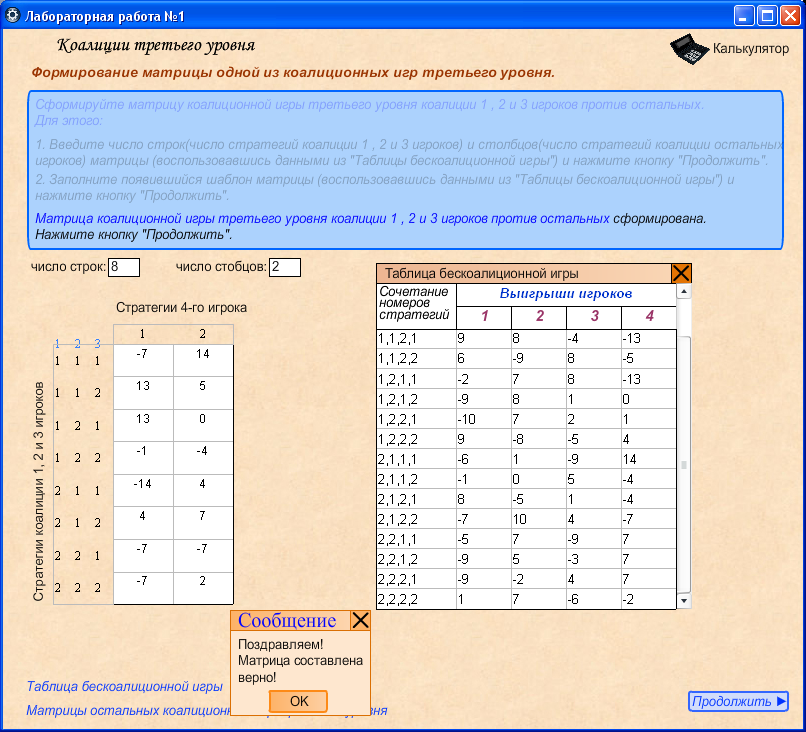 Лабораторная работа №1
Коалиции третьего уровня
Калькулятор
Формирование матрицы одной из коалиционных игр третьего уровня.
Сформируйте матрицу коалиционной игры третьего уровня коалиции 1 , 2 и 3 игроков против остальных.
Для этого:
1. Введите число строк(число стратегий коалиции 1 , 2 и 3 игроков) и столбцов(число стратегий коалиции остальных
игроков) матрицы (воспользовавшись данными из "Таблицы бескоалиционной игры") и нажмите кнопку "Продолжить".
2. Заполните появившийся шаблон матрицы (воспользовавшись данными из "Таблицы бескоалиционной игры") и
нажмите кнопку "Продолжить".
Матрица коалиционной игры третьего уровня коалиции 1 , 2 и 3 игроков против остальных сформирована.
Нажмите кнопку "Продолжить".
число строк: 8 число стобцов: 2
Стратегии 4-го игрока
1 2
1 2 3
Стратегии коалиции 1, 2 и 3 игроков
1 1 1 -7 14
1 1 2 13 5
1 2 1 13 0
1 2 2 -1 -4
2 1 1 -14 4
2 1 2 4 7
2 2 1 -7 -7
2 2 2 -7 2
Таблица бескоалиционной игры
Сочетание номеров стратегий
Выигрыши игроков
1 2 3 4
1,1,2,1 9 8 -4 -13
1,1,2,2 6 -9 8 -5
1,2,1,1 -2 7 8 -13
1,2,1,2 -9 8 1 0
1,2,2,1 -10 7 2 1
1,2,2,2 9 -8 -5 4
2,1,1,1 -6 1 -9 14
2,1,1,2 -1 0 5 -4
2,1,2,1 8 -5 1 -4
2,1,2,2 -7 10 4 -7
2,2,1,1 -5 7 -9 7
2,2,1,2 -9 5 -3 7
2,2,2,1 -9 -2 4 7
2,2,2,2 1 7 -6 -2
Сообщение
Поздравляем!
Матрица составлена
верно!
OK
Таблица бескоалиционной игры
Матрицы остальных коалицион
Продолжить